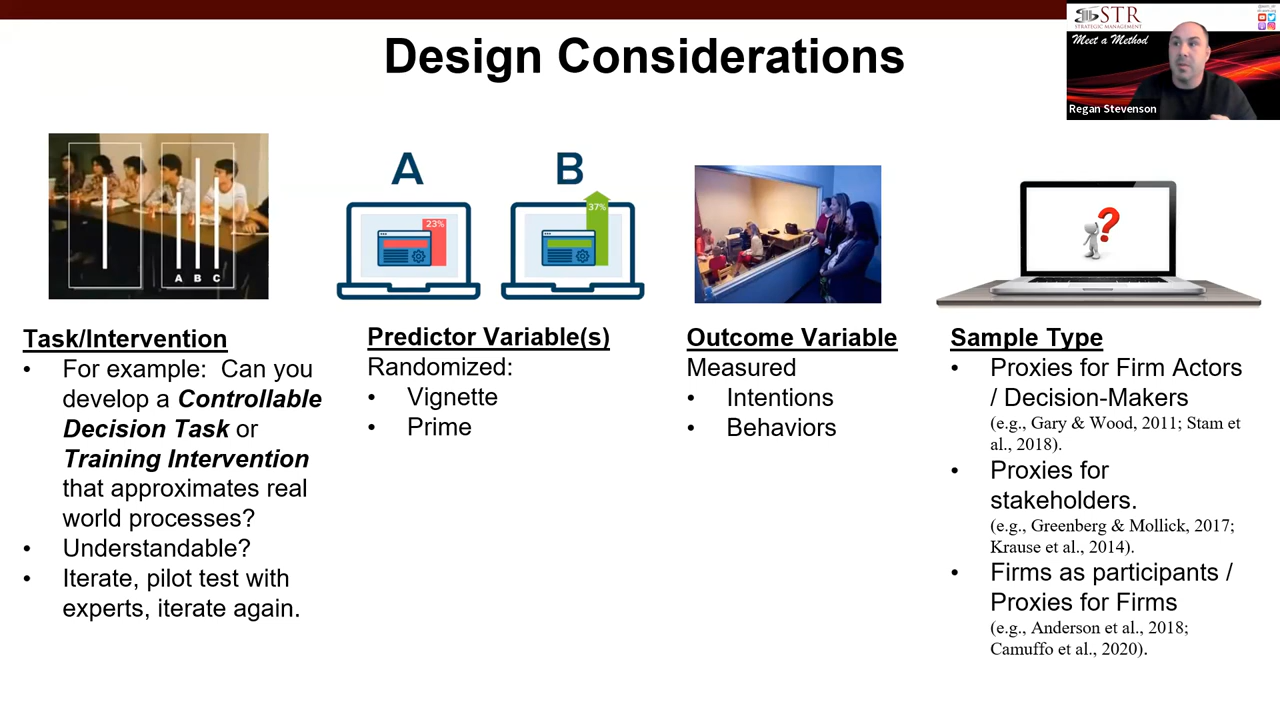 Design Considerations
STR
STRATEGIC MANAGEMENT
Meet a Method
Regan Stevenson
A B C
A
23%
B
37%
Task/Intervention
• For example: Can you
develop a Controllable
Decision Task or
Training Intervention
that approximates real
world processes?
• Understandable?
• Iterate, pilot test with
experts, iterate again.
Predictor Variable(s)
Randomized:
• Vignette
• Prime
Outcome Variable
Measured
• Intentions
• Behaviors
?
Sample Type
• Proxies for Firm Actors
/ Decision-Makers
(e.g., Gary & Wood, 2011; Stam et
al., 2018).
• Proxies for
stakeholders.
(e.g., Greenberg & Mollick, 2017;
Krause et al., 2014).
• Firms as participants /
Proxies for Firms
(e.g., Anderson et al., 2018;
Camuffo et al., 2020).